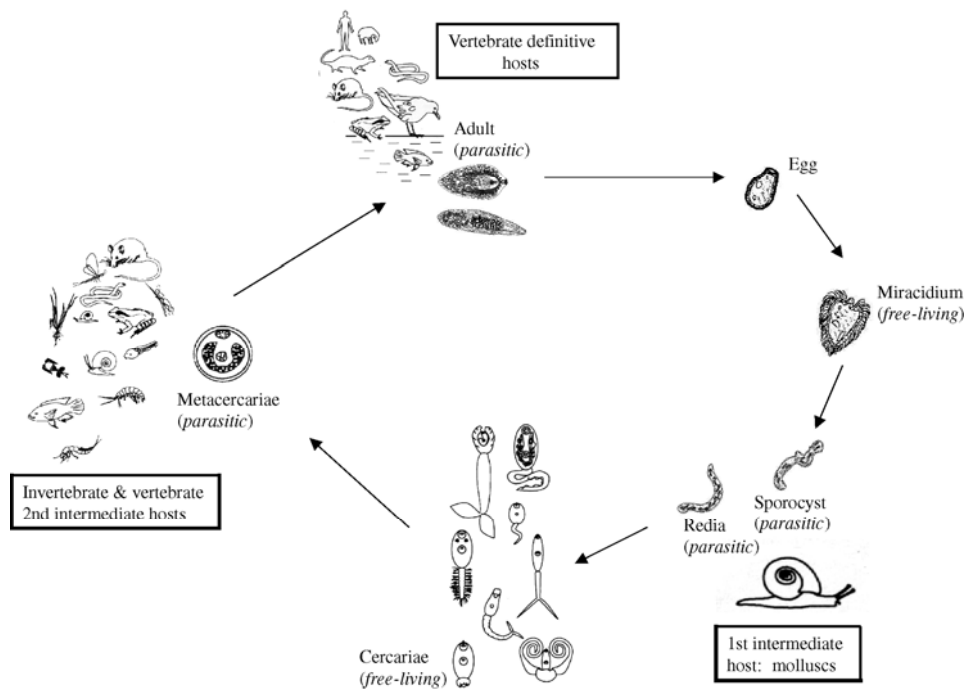 Vertebrate definitive
hosts
Adult
(parasitic)
Egg
Miracidium
(free-living)
Sporocyst
(parasitic)
Redia
(parasitic)
1st intermediate
host: molluscs
Cercariae
(free-living)
Metacercariae
(parasitic)
Invertebrate & vertebrate
2nd intermediate hosts